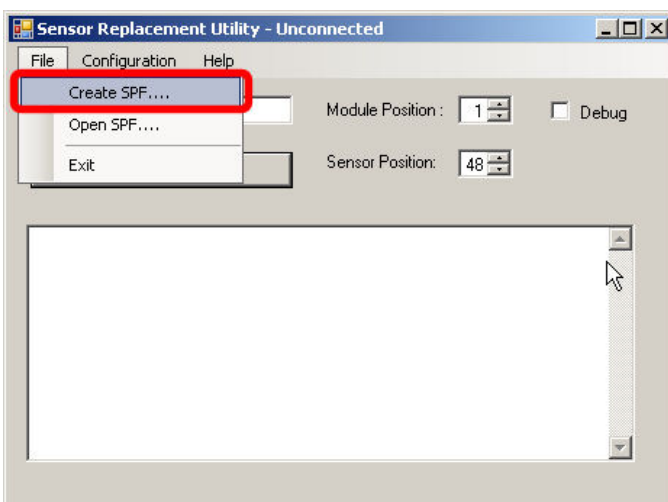 Sensor Replacement Utility - Unconnected
File Configuration Help
Create SPF....
Module Position : 1 Debug
Open SPF....
Exit
Sensor Position: 48